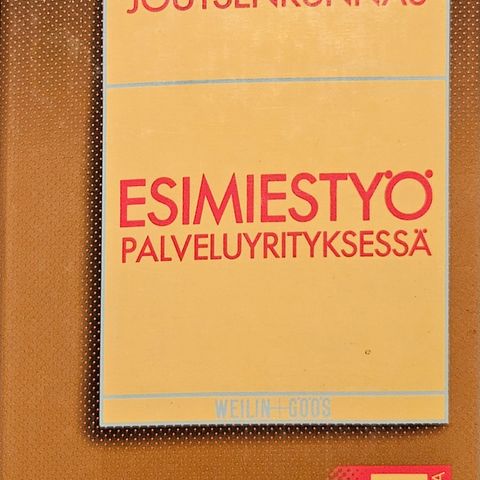 JOUTSENKUNNAS
ESIMIESTYÖ
PALVELUYRITYKSESSÄ
WEILIN+GÖÖS